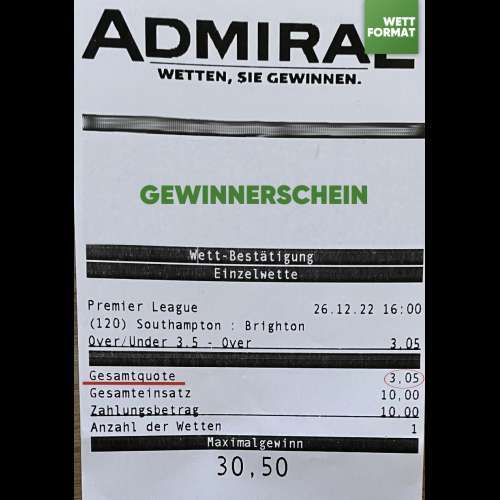 ADMIRAL
WETT
FORMAT
WETTEN, SIE GEWINNEN.
GEWINNERSCHEIN
Wett-Bestätigung
Einzelwette
Premier League 26.12.22 16:00
(120) Southampton : Brighton
Over/Under 3.5 - Over 3,05
Gesamtquote 3,05
Gesamteinsatz 10,00
Zahlungsbetrag 10,00
Anzahl der Wetten 1
Maximalgewinn
30,50